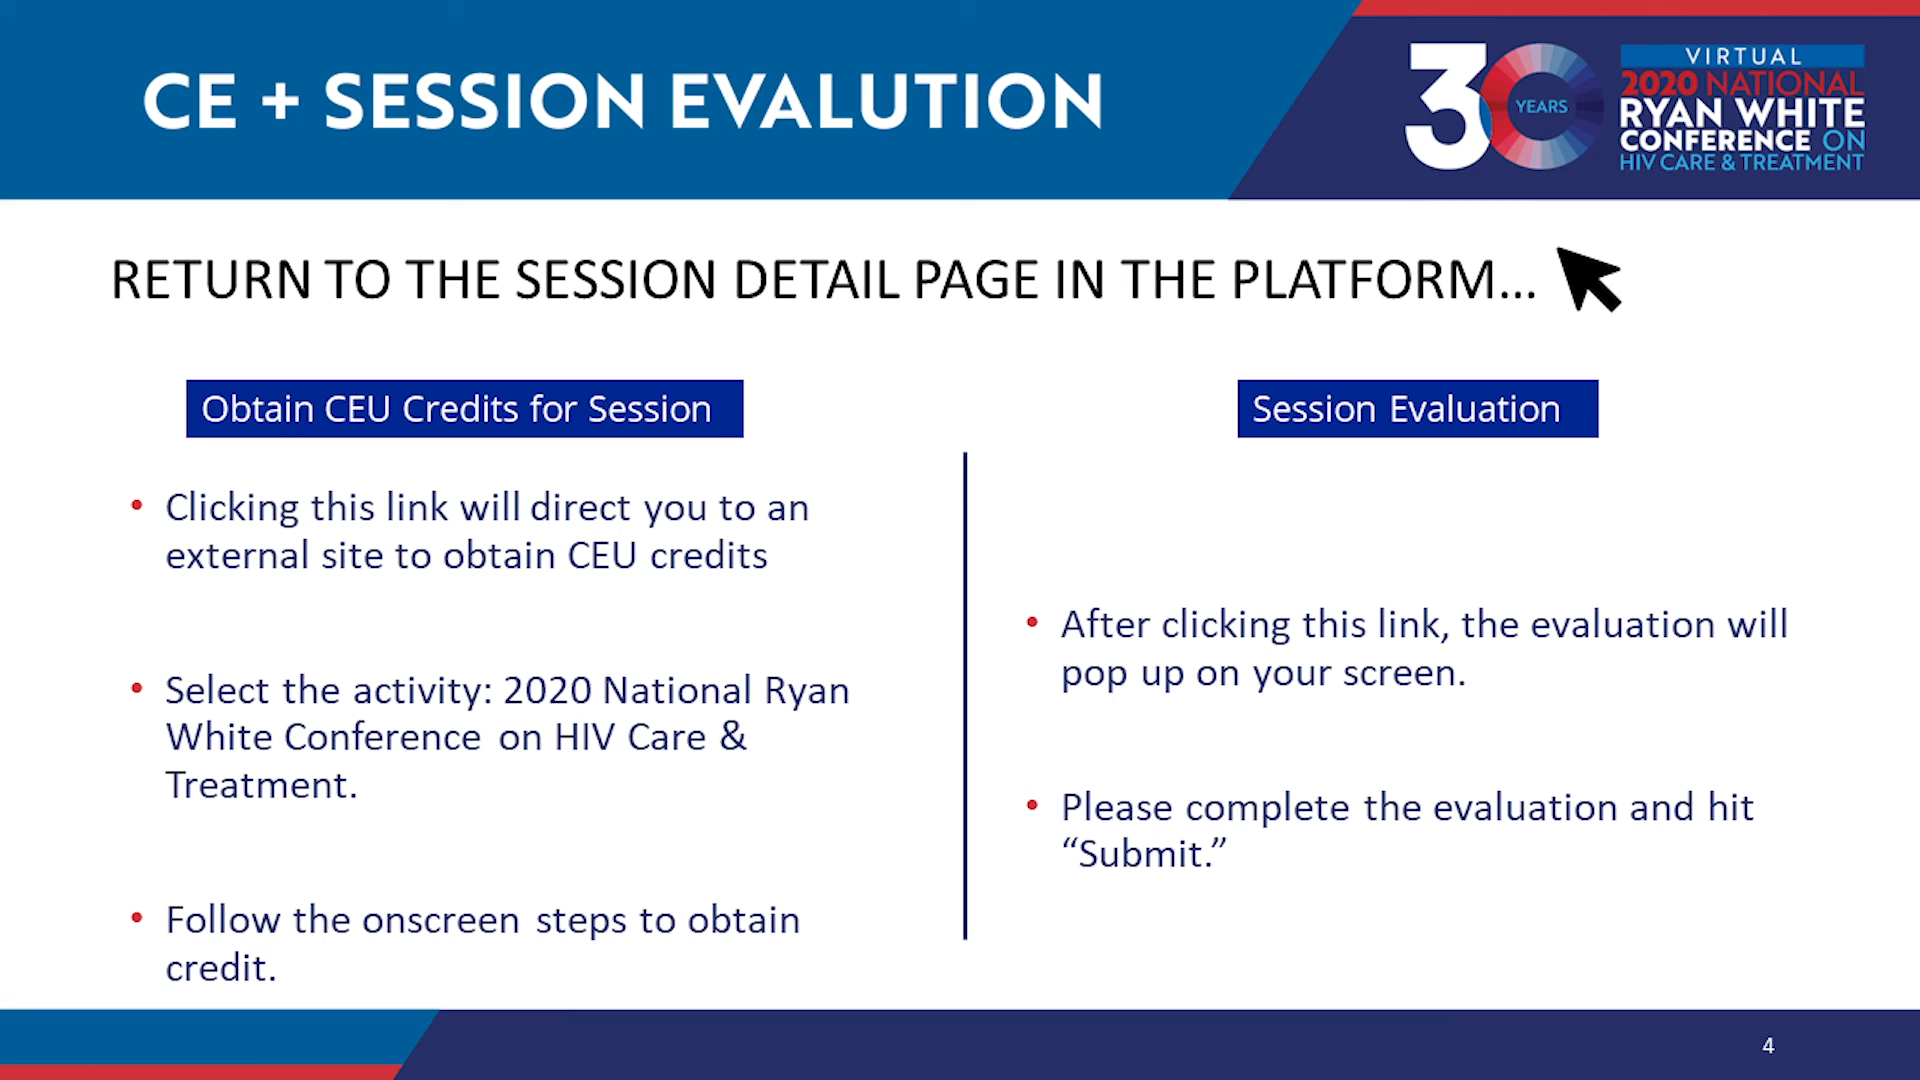 CE + SESSION EVALUTION
30 YEARS
VIRTUAL
2020 NATIONAL
RYAN WHITE
CONFERENCE ON
HIV CARE & TREATMENT
RETURN TO THE SESSION DETAIL PAGE IN THE PLATFORM...
Obtain CEU Credits for Session
• Clicking this link will direct you to an
external site to obtain CEU credits
• Select the activity: 2020 National Ryan
White Conference on HIV Care &
Treatment.
• Follow the onscreen steps to obtain
credit.
Session Evaluation
• After clicking this link, the evaluation will
pop up on your screen.
• Please complete the evaluation and hit
“Submit.”
4